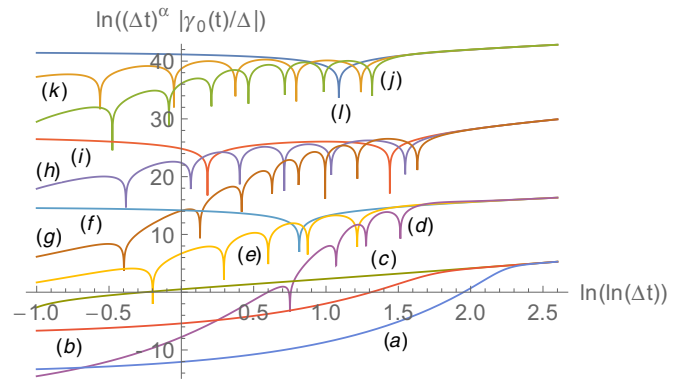 ln((Δt)^α |γ_0(t)/Δ|)
40
(k)
(j)
(l)
30
(i)
(h)
20
(f)
(d)
(g)
10
(e)
(c)
−1.0 −0.5 0.5 1.0 1.5 2.0 2.5 ln(ln(Δt))
(b)
(a)
−10